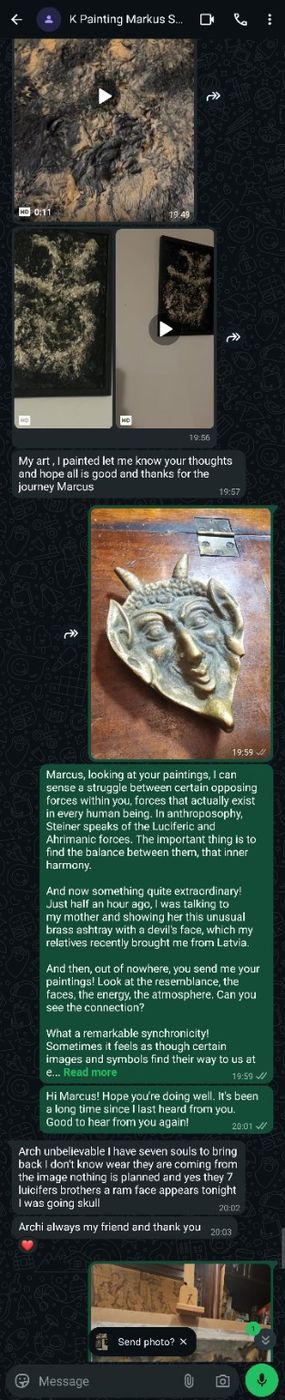 K Painting Markus S...
HD 0:11
19:49
HD
HD
19:56
My art , I painted let me know your thoughts
and hope all is good and thanks for the
journey Marcus
19:57
19:59
Marcus, looking at your paintings, I can
sense a struggle between certain opposing
forces within you, forces that actually exist
in every human being. In anthroposophy,
Steiner speaks of the Luciferic and
Ahrimanic forces. The important thing is to
find the balance between them, that inner
harmony.
And now something quite extraordinary!
Just half an hour ago, I was talking to
my mother and showing her this unusual
brass ashtray with a devil's face, which my
relatives recently brought me from Latvia.
And then, out of nowhere, you send me your
paintings! Look at the resemblance, the
faces, the energy, the atmosphere. Can you
see the connection?
What a remarkable synchronicity!
Sometimes it feels as though certain
images and symbols find their way to us at
e... Read more
19:59
Hi Marcus! Hope you're doing well. It's been
a long time since I last heard from you.
Good to hear from you again!
20:01
Arch unbelievable I have seven souls to bring
back I don't know wear they are coming from
the image nothing is planned and yes they 7
luicifers brothers a ram face appears tonight
I was going skull
20:02
Archi always my friend and thank you
20:03
Send photo?
1
Message